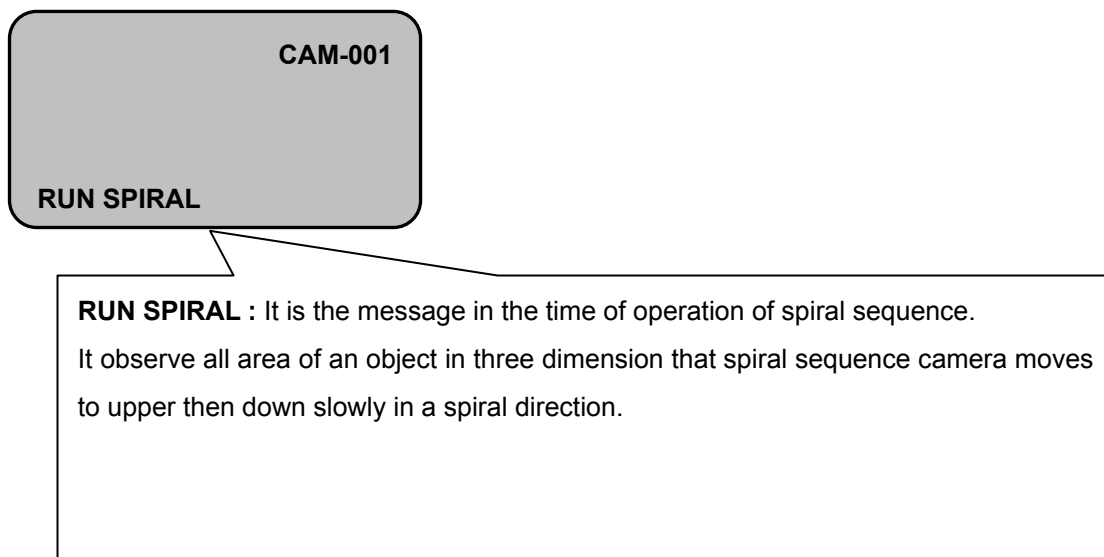 CAM-001
RUN SPIRAL
RUN SPIRAL : It is the message in the time of operation of spiral sequence.
It observe all area of an object in three dimension that spiral sequence camera moves
to upper then down slowly in a spiral direction.